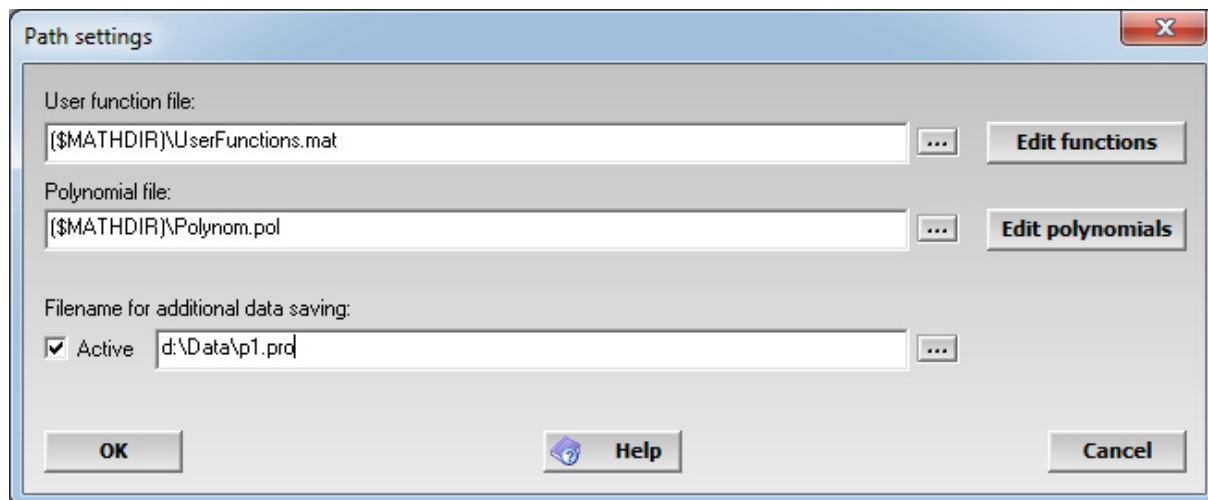 Path settings
User function file:
($MATHDIR)\UserFunctions.mat
...
Edit functions
Polynomial file:
($MATHDIR)\Polynom.pol
...
Edit polynomials
Filename for additional data saving:
Active
d:\Data\p1.pro
...
OK
Help
Cancel